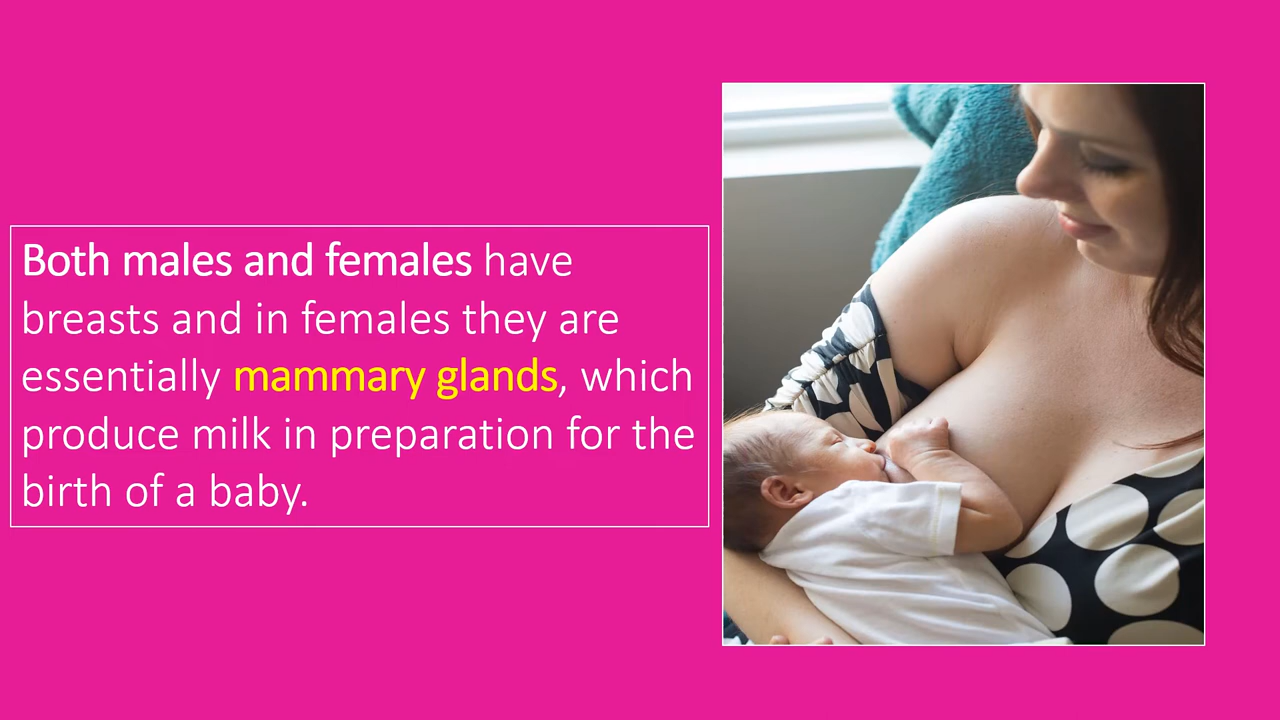 Both males and females have
breasts and in females they are
essentially mammary glands, which
produce milk in preparation for the
birth of a baby.